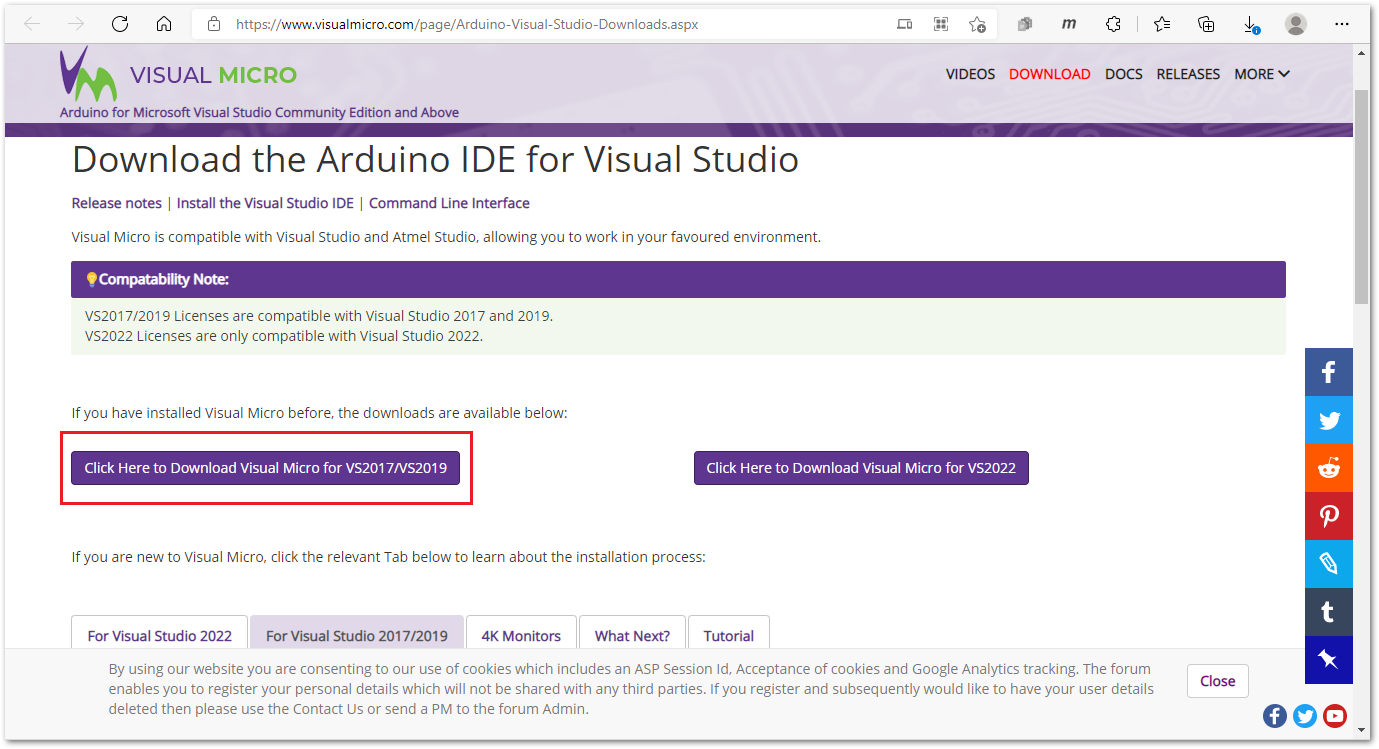 https://www.visualmicro.com/page/Arduino-Visual-Studio-Downloads.aspx
VISUAL MICRO
VIDEOS DOWNLOAD DOCS RELEASES MORE
Arduino for Microsoft Visual Studio Community Edition and Above
Download the Arduino IDE for Visual Studio
Release notes | Install the Visual Studio IDE | Command Line Interface
Visual Micro is compatible with Visual Studio and Atmel Studio, allowing you to work in your favoured environment.
Compatability Note:
VS2017/2019 Licenses are compatible with Visual Studio 2017 and 2019.
VS2022 Licenses are only compatible with Visual Studio 2022.
If you have installed Visual Micro before, the downloads are available below:
Click Here to Download Visual Micro for VS2017/VS2019
Click Here to Download Visual Micro for VS2022
If you are new to Visual Micro, click the relevant Tab below to learn about the installation process:
For Visual Studio 2022
For Visual Studio 2017/2019
4K Monitors
What Next?
Tutorial
By using our website you are consenting to our use of cookies which includes an ASP Session Id, Acceptance of cookies and Google Analytics tracking. The forum
enables you to register your personal details which will not be shared with any third parties. If you register and subsequently would like to have your user details
deleted then please use the Contact Us or send a PM to the forum Admin.
Close